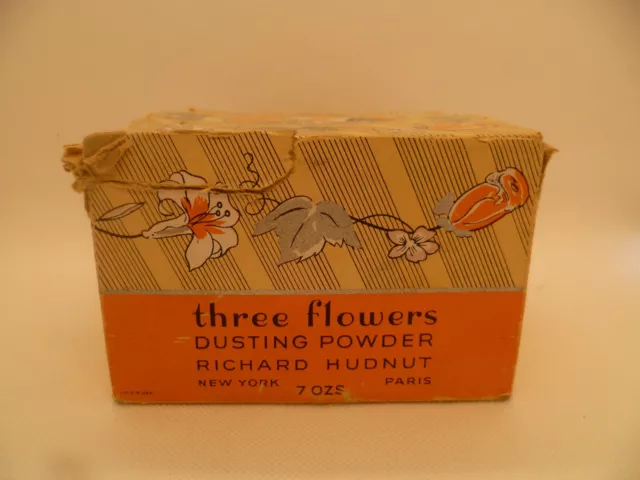 three flowers
DUSTING POWDER
RICHARD HUDNUT
NEW YORK 7 OZS PARIS